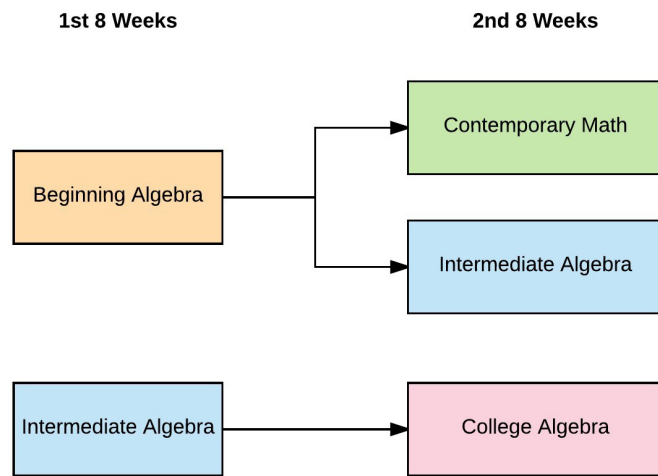 1st 8 Weeks
2nd 8 Weeks
Contemporary Math
Beginning Algebra
Intermediate Algebra
Intermediate Algebra
College Algebra